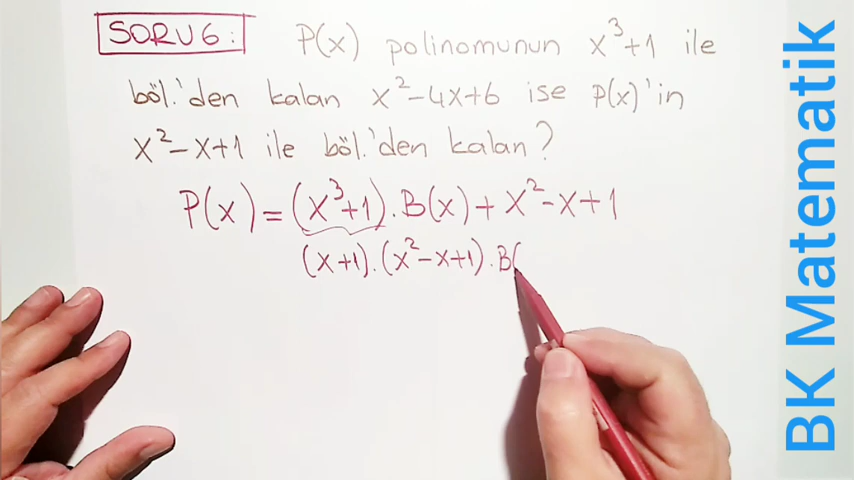 SORU 6: P(x) polinomunun x³+1 ile
böl.'den kalan x²-4x+6 ise P(x)'in
x²-x+1 ile böl.'den kalan?
P(x) = (x³+1).B(x) + x²-x+1
(x+1).(x²-x+1).B(
BK Matematik